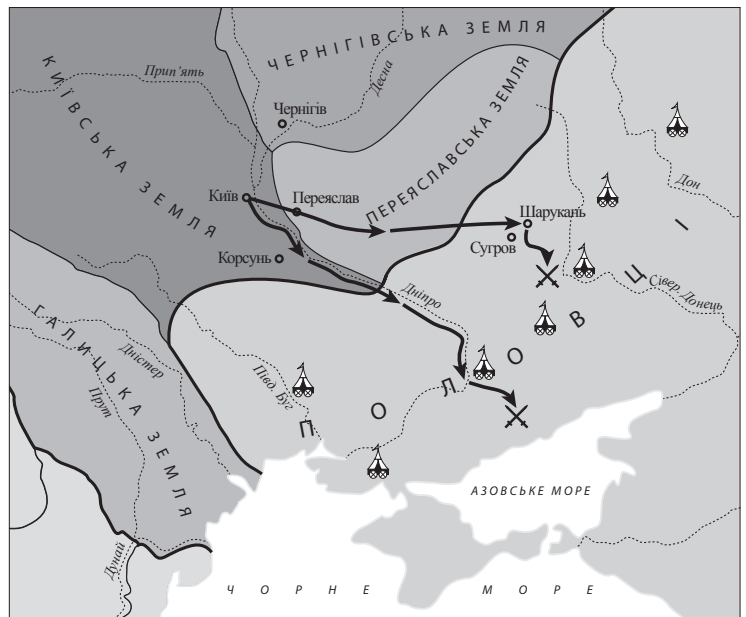 ЧЕРНІГІВСЬКА ЗЕМЛЯ
КИЇВСЬКА ЗЕМЛЯ
Прип'ять
Десна
Чернігів
ПЕРЕЯСЛАВСЬКА ЗЕМЛЯ
Дон
Київ
Переяслав
Шарукань
Сугров
Корсунь
Сівер. Донець
Дніпро
ПОЛОВЦІ
ГАЛИЦЬКА ЗЕМЛЯ
Дністер
Прут
Півд. Буг
АЗОВСЬКЕ МОРЕ
Дунай
ЧОРНЕ МОРЕ